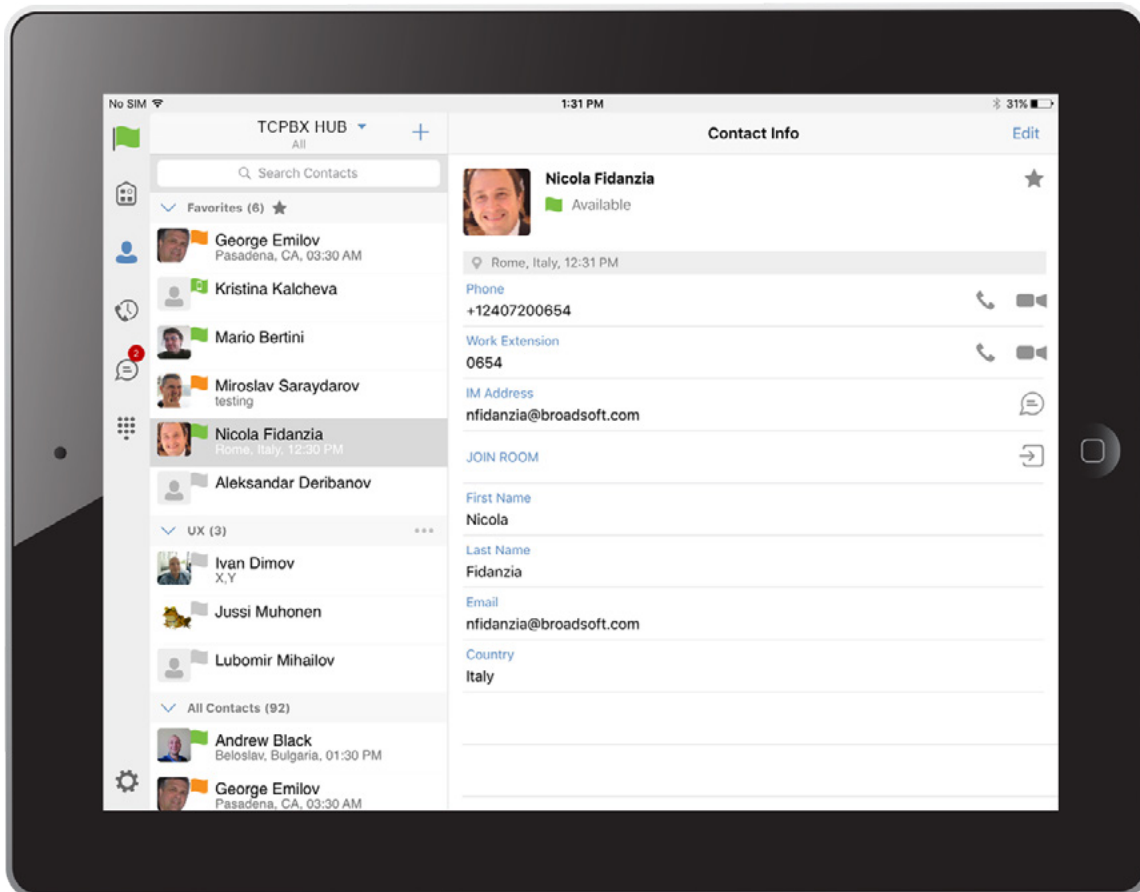 No SIM
1:31 PM
31%
TCPBX HUB
All
Search Contacts
Favorites (6)
George Emilov
Pasadena, CA, 03:30 AM
Kristina Kalcheva
Mario Bertini
Miroslav Saraydarov
testing
Nicola Fidanzia
Rome, Italy, 12:30 PM
Aleksandar Deribanov
UX (3)
Ivan Dimov
X,Y
Jussi Muhonen
Lubomir Mihailov
All Contacts (92)
Andrew Black
Beloslav, Bulgaria, 01:30 PM
George Emilov
Pasadena, CA, 03:30 AM
2
Contact Info
Edit
Nicola Fidanzia
Available
Rome, Italy, 12:31 PM
Phone
+12407200654
Work Extension
0654
IM Address
nfidanzia@broadsoft.com
JOIN ROOM
First Name
Nicola
Last Name
Fidanzia
Email
nfidanzia@broadsoft.com
Country
Italy